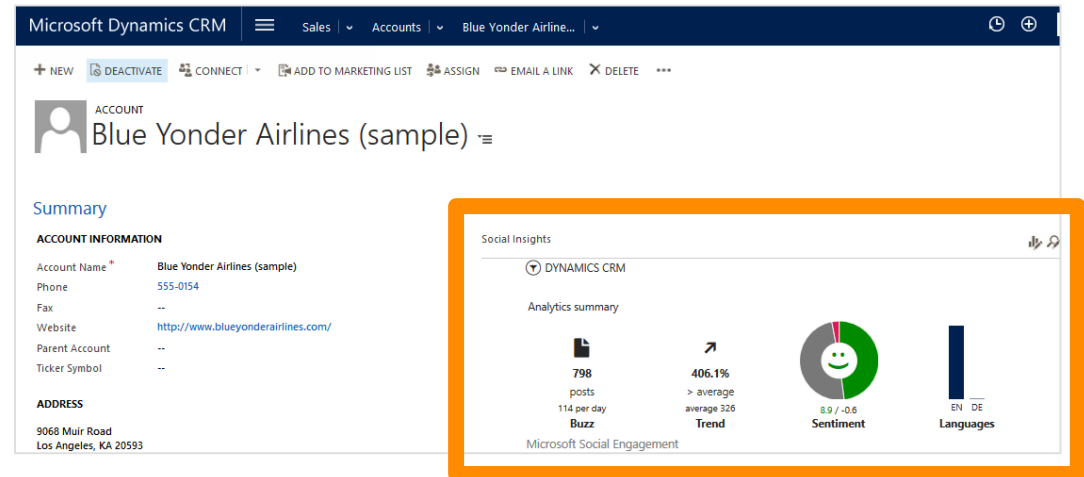 Microsoft Dynamics CRM Sales Accounts Blue Yonder Airline...
NEW DEACTIVATE CONNECT ADD TO MARKETING LIST ASSIGN EMAIL A LINK DELETE ...
ACCOUNT
Blue Yonder Airlines (sample)
Summary
ACCOUNT INFORMATION
Account Name * Blue Yonder Airlines (sample)
Phone 555-0154
Fax --
Website http://www.blueyonderairlines.com/
Parent Account --
Ticker Symbol --
ADDRESS
9068 Muir Road
Los Angeles, KA 20593
Social Insights
DYNAMICS CRM
Analytics summary
798
posts
114 per day
Buzz
406.1%
> average
average 326
Trend
8.9 / -0.6
Sentiment
EN DE
Languages
Microsoft Social Engagement